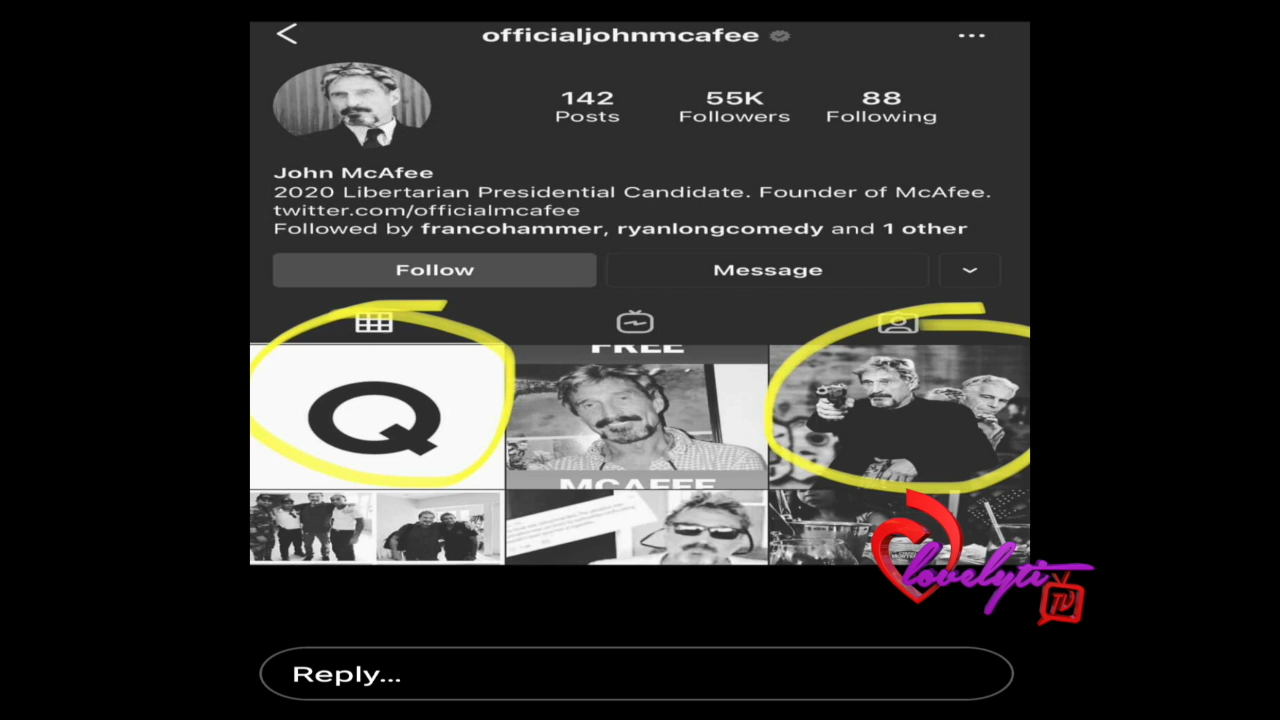 officialjohnmcafee
142 55K 88
Posts Followers Following
John McAfee
2020 Libertarian Presidential Candidate. Founder of McAfee.
twitter.com/officialmcafee
Followed by francohammer, ryanlongcomedy and 1 other
Follow Message
FREE
Q
MCAFEE
lovelyti
TV
Reply...